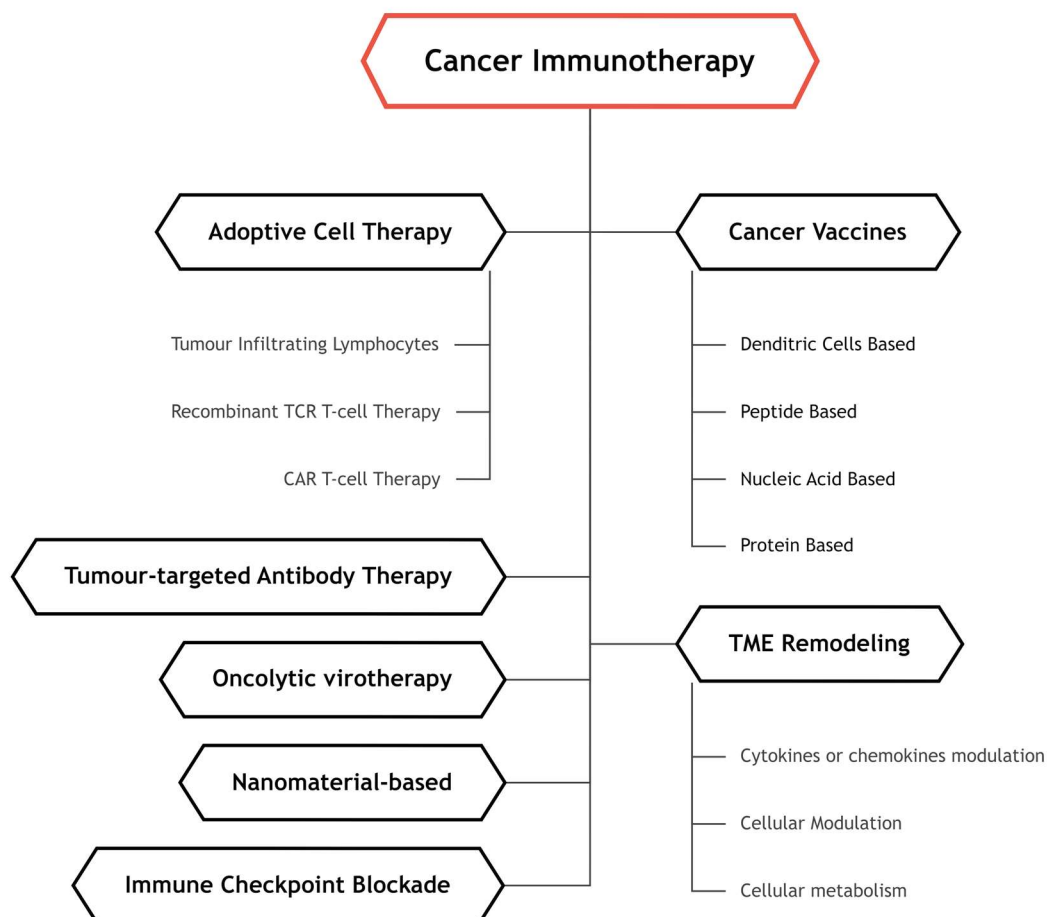 Cancer Immunotherapy
Adoptive Cell Therapy
Tumour Infiltrating Lymphocytes
Recombinant TCR T-cell Therapy
CAR T-cell Therapy
Cancer Vaccines
Denditric Cells Based
Peptide Based
Nucleic Acid Based
Protein Based
Tumour-targeted Antibody Therapy
Oncolytic virotherapy
Nanomaterial-based
Immune Checkpoint Blockade
TME Remodeling
Cytokines or chemokines modulation
Cellular Modulation
Cellular metabolism